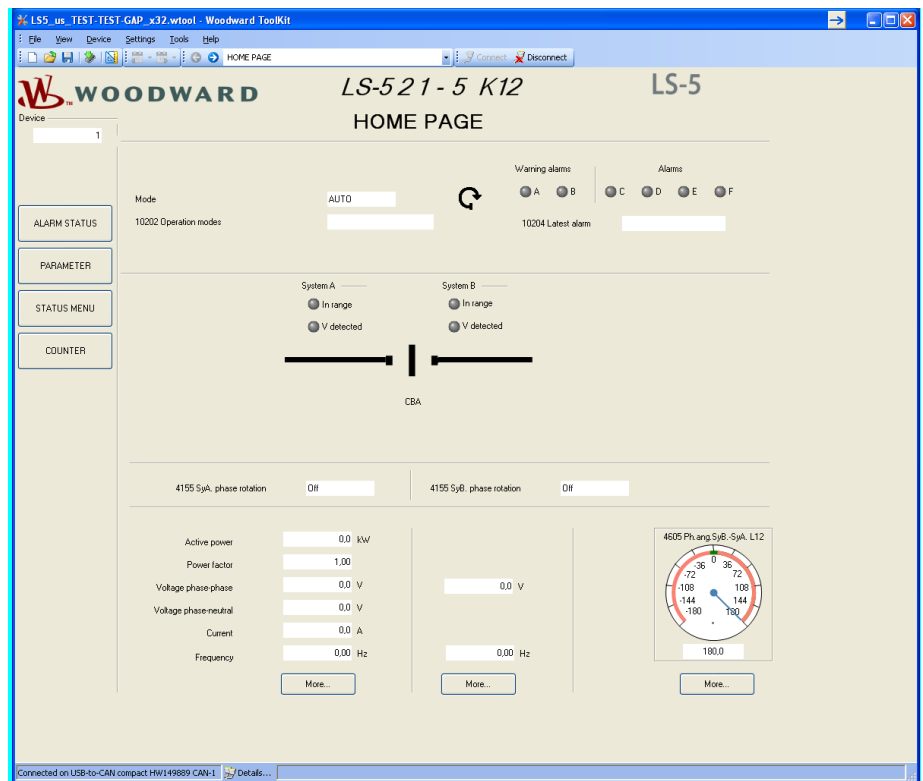 LS5_us_TEST-TEST-GAP_x32.wtool - Woodward ToolKit
File View Device Settings Tools Help
HOME PAGE Connect Disconnect
WOODWARD LS-5 2 1 - 5 K12 LS-5
HOME PAGE
Device
1
Warning alarms Alarms
A B C D E F
Mode AUTO
10202 Operation modes 10204 Latest alarm
ALARM STATUS
PARAMETER
STATUS MENU
COUNTER
System A System B
In range In range
V detected V detected
CBA
4155 SyA. phase rotation Off 4155 SyB. phase rotation Off
Active power 0,0 kW
Power factor 1,00
Voltage phase-phase 0,0 V 0,0 V
Voltage phase-neutral 0,0 V
Current 0,0 A
Frequency 0,00 Hz 0,00 Hz
4605 Ph.ang.SyB.-SyA. L12
0
-36 36
-72 72
-108 108
-144 144
-180 180
180,0
More... More... More...
Connected on USB-to-CAN compact HW149889 CAN-1 Details...